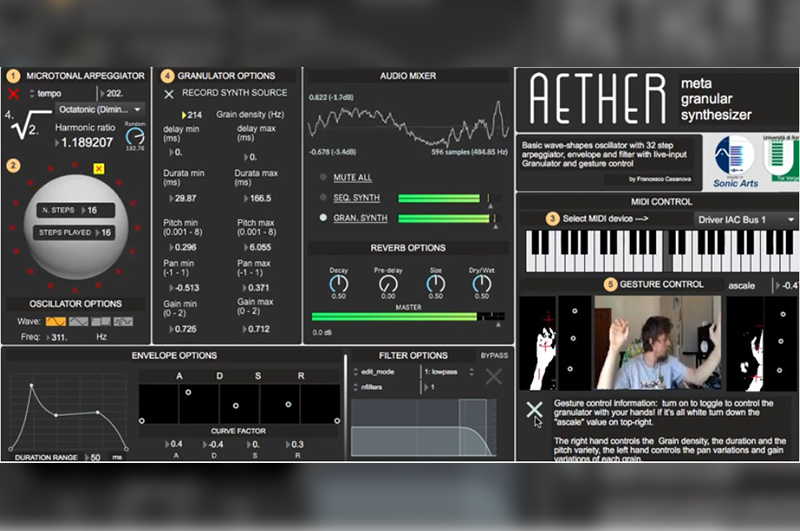 1 MICROTONAL ARPEGGIATOR
tempo 202.
4. √2.
Octatonic (Dimin...
Harmonic ratio
1.189207
Random
2
N. STEPS 16
STEPS PLAYED 16
OSCILLATOR OPTIONS
Wave:
Freq: 311. Hz
4 GRANULATOR OPTIONS
RECORD SYNTH SOURCE
214 Grain density (Hz)
delay min (ms) delay max (ms)
0. 0.
Durata min (ms) Durata max (ms)
29.87 166.5
Pitch min (0.001 - 8) Pitch max (0.001 - 8)
0.296 6.055
Pan min (-1 - 1) Pan max (-1 - 1)
-0.513 0.371
Gain min (0 - 2) Gain max (0 - 2)
0.726 0.712
AUDIO MIXER
0.822 (-1.7dB)
-0.678 (-3.4dB) 596 samples (484.85 Hz)
MUTE ALL
SEQ. SYNTH
GRAN. SYNTH
REVERB OPTIONS
Decay Pre-delay Size Dry/Wet
0.50 0.00 0.50 0.50
MASTER
0.0 dB
AETHER
meta
granular
synthesizer
Basic wave-shapes oscillator with 32 step
arpeggiator, envelope and filter with live-input
Granulator and gesture control
by Francesco Casanova
Sonic Arts
Tor Verga
MIDI CONTROL
3 Select MIDI device ---> Driver IAC Bus 1
5 GESTURE CONTROL ascale -0.4
Gesture control information: turn on to toggle to control the
granulator with your hands! if it's all white turn down the
"ascale" value on top-right.
The right hand controls the Grain density, the duration and the
pitch variety, the left hand controls the pan variations and gain
variations of each grain.
ENVELOPE OPTIONS
DURATION RANGE 50 ms
A D S R
CURVE FACTOR
0.4 -0.4 0. 0.3
A D S R
FILTER OPTIONS BYPASS
edit_mode 1: lowpass
nfilters 1